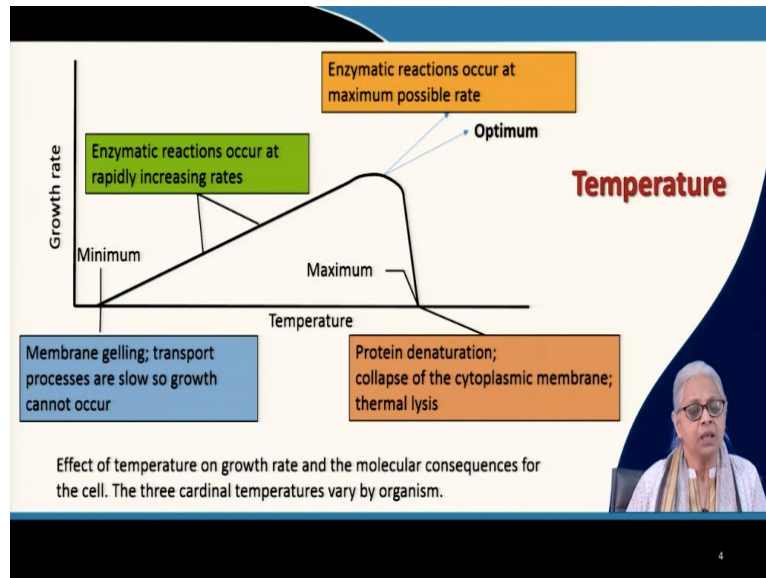 Enzymatic reactions occur at
maximum possible rate
Optimum
Enzymatic reactions occur at
rapidly increasing rates
Temperature
Growth rate
Minimum
Maximum
Temperature
Membrane gelling; transport
processes are slow so growth
cannot occur
Protein denaturation;
collapse of the cytoplasmic membrane;
thermal lysis
Effect of temperature on growth rate and the molecular consequences for
the cell. The three cardinal temperatures vary by organism.
4